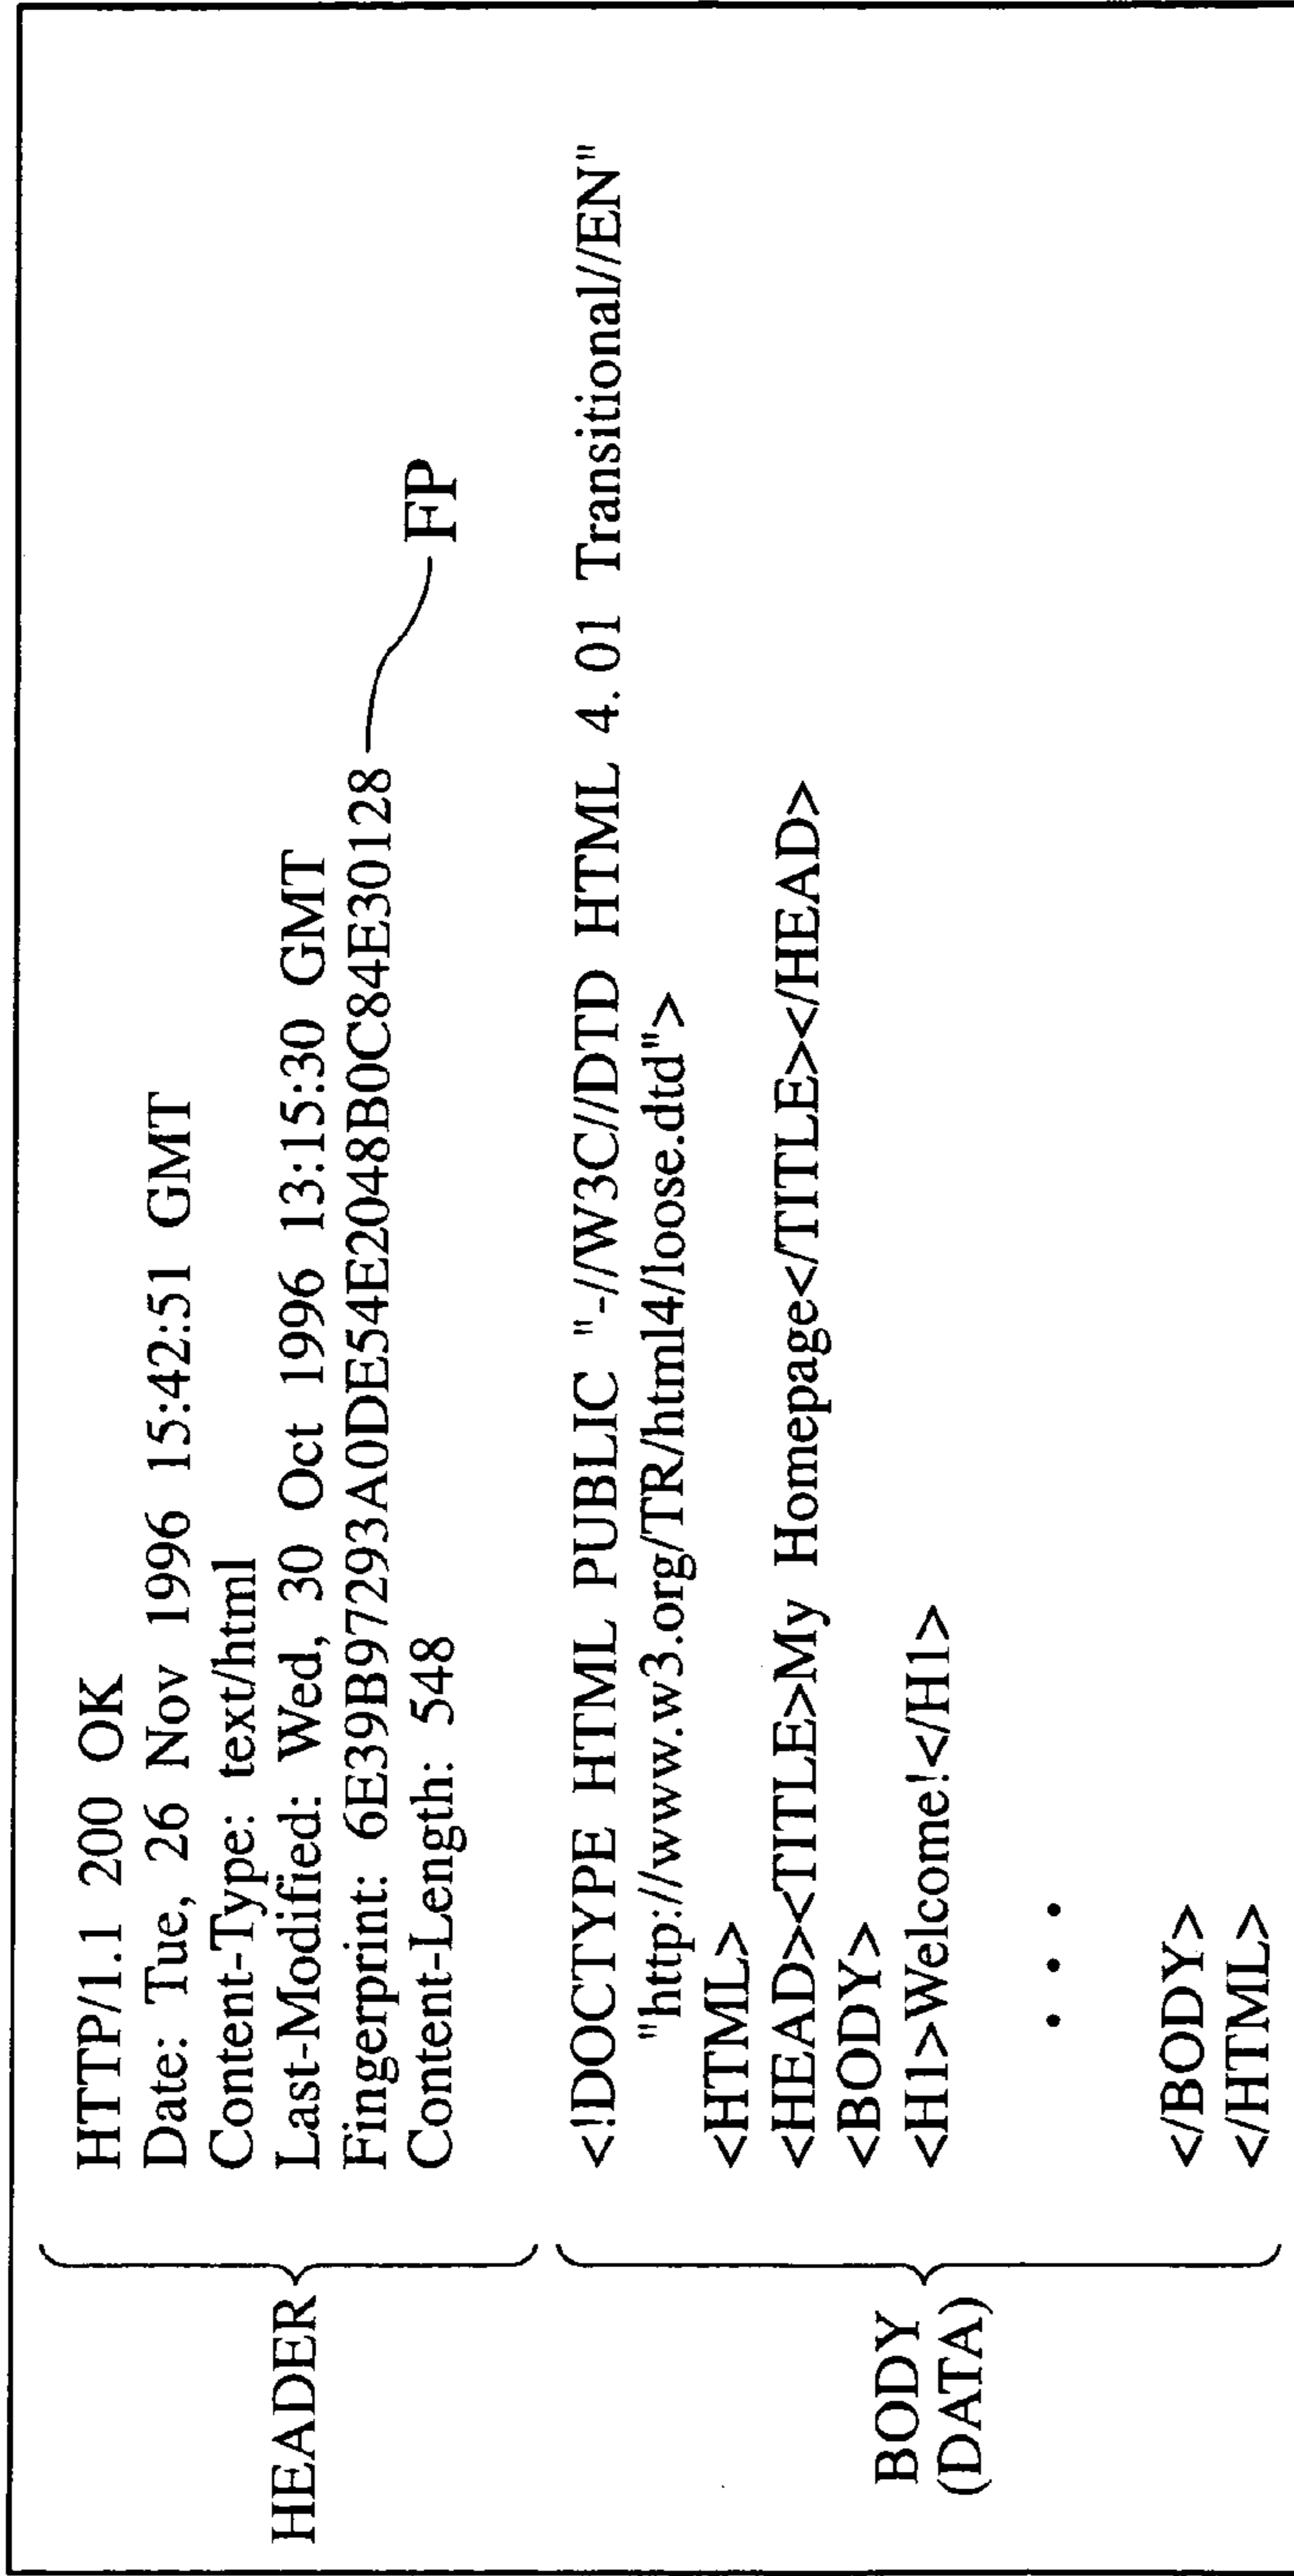 HEADER
HTTP/1.1 200 OK
Date: Tue, 26 Nov 1996 15:42:51 GMT
Content-Type: text/html
Last-Modified: Wed, 30 Oct 1996 13:15:30 GMT
Fingerprint: 6E39B97293A0DE54E2048B0C84E30128
FP
Content-Length: 548
BODY
(DATA)
<!DOCTYPE HTML PUBLIC "-//W3C//DTD HTML 4. 01 Transitional//EN"
"http://www.w3.org/TR/html4/loose.dtd">
<HTML>
<HEAD><TITLE>My Homepage</TITLE></HEAD>
<BODY>
<H1>Welcome!</H1>
• • •
</BODY>
</HTML>